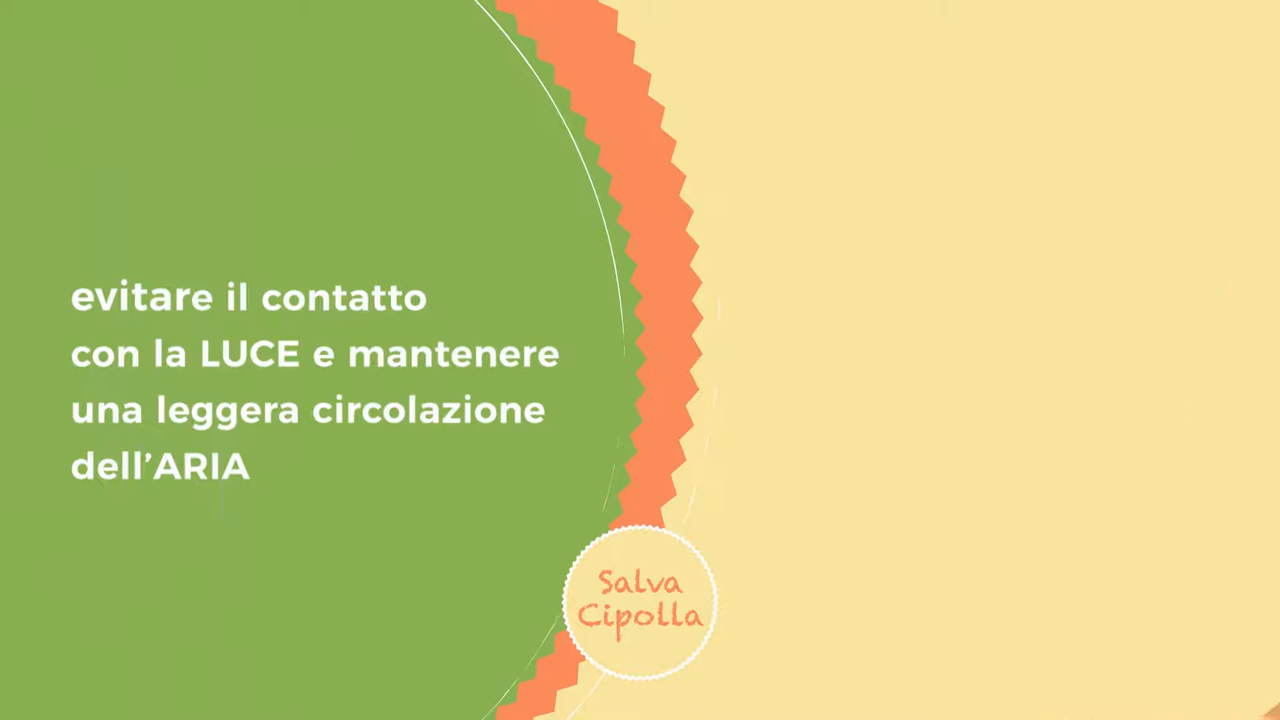 evitare il contatto
con la LUCE e mantenere
una leggera circolazione
dell’ARIA
Salva
Cipolla